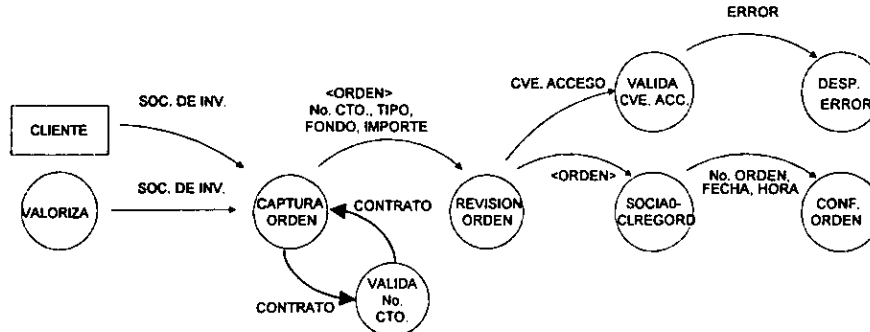 ERROR
CVE. ACCESO
VALIDA
CVE. ACC.
DESP.
ERROR
SOC. DE INV.
<ORDEN>
No. CTO., TIPO,
FONDO, IMPORTE
CLIENTE
SOC. DE INV.
VALORIZA
CAPTURA
ORDEN
CONTRATO
REVISION
ORDEN
<ORDEN>
SOCIA0-
CLREGORD
No. ORDEN,
FECHA, HORA
CONF.
ORDEN
CONTRATO
VALIDA
No.
CTO.